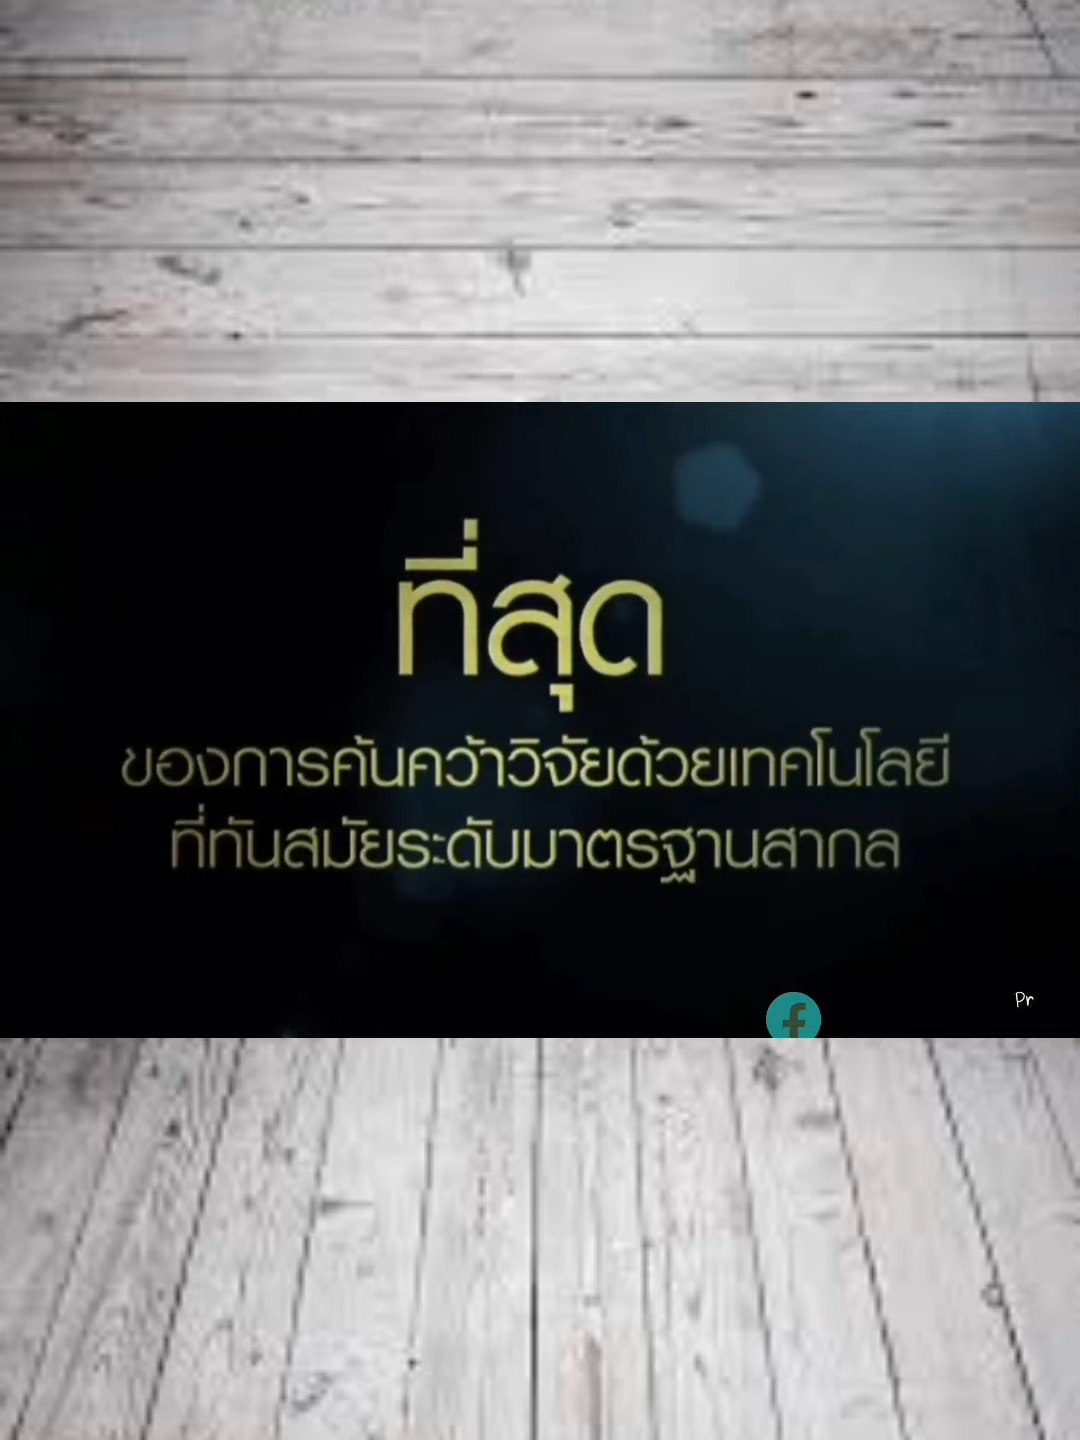 ที่สุด
ของการค้นคว้าวิจัยด้วยเทคโนโลยี
ที่ทันสมัยระดับมาตรฐานสากล
Pr